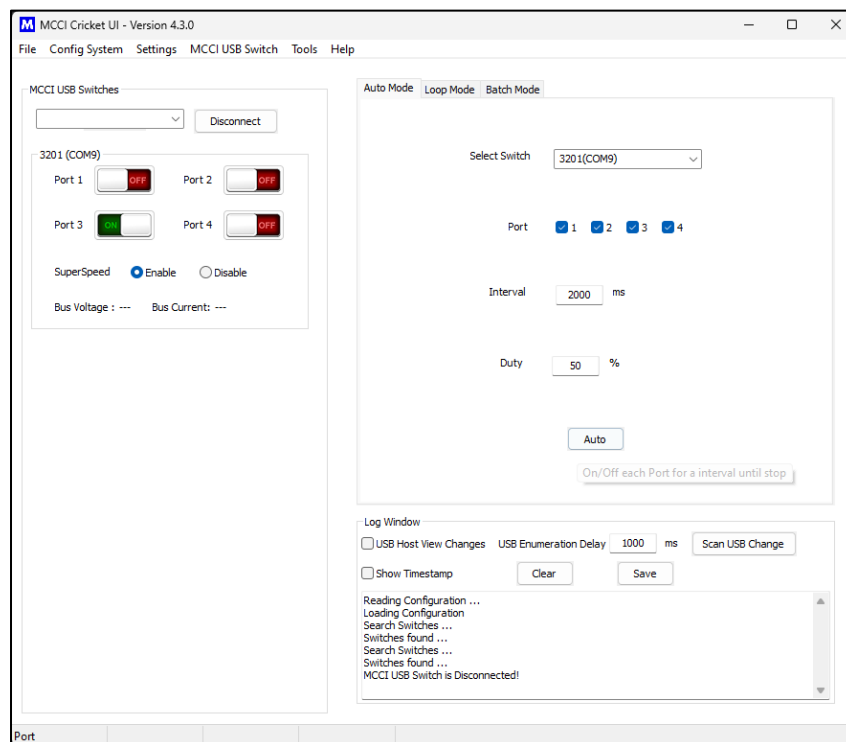 MCCI Cricket UI - Version 4.3.0
File Config System Settings MCCI USB Switch Tools Help
MCCI USB Switches
Disconnect
3201 (COM9)
Port 1 OFF Port 2 OFF
Port 3 ON Port 4 OFF
SuperSpeed Enable Disable
Bus Voltage : --- Bus Current: ---
Auto Mode Loop Mode Batch Mode
Select Switch 3201(COM9)
Port 1 2 3 4
Interval 2000 ms
Duty 50 %
Auto
On/Off each Port for a interval until stop
Log Window
USB Host View Changes USB Enumeration Delay 1000 ms Scan USB Change
Show Timestamp Clear Save
Reading Configuration ...
Loading Configuration
Search Switches ...
Switches found ...
Search Switches ...
Switches found ...
MCCI USB Switch is Disconnected!
Port